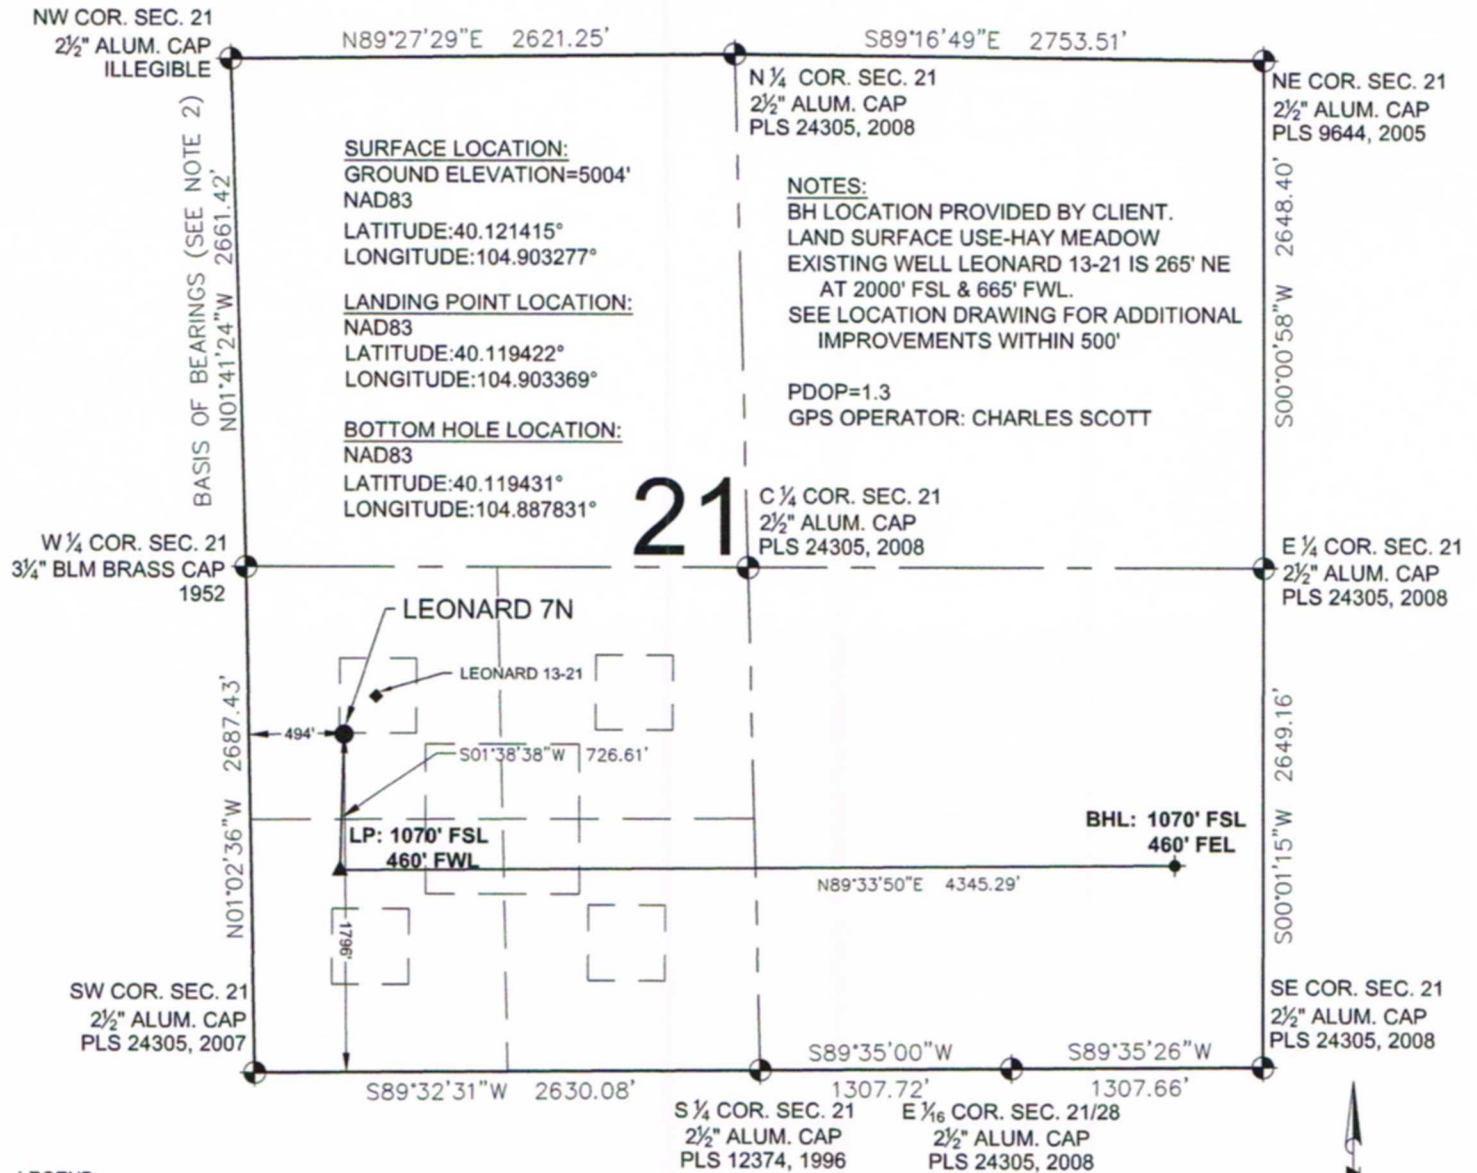 NW COR. SEC. 21
2½" ALUM. CAP
ILLEGIBLE
N89°27'29"E 2621.25'
S89°16'49"E 2753.51'
N ¼ COR. SEC. 21
2½" ALUM. CAP
PLS 24305, 2008
NE COR. SEC. 21
2½" ALUM. CAP
PLS 9644, 2005
BASIS OF BEARINGS (SEE NOTE 2)
N01°41'24"W 2661.42'
SURFACE LOCATION:
GROUND ELEVATION=5004'
NAD83
LATITUDE:40.121415°
LONGITUDE:104.903277°
LANDING POINT LOCATION:
NAD83
LATITUDE:40.119422°
LONGITUDE:104.903369°
BOTTOM HOLE LOCATION:
NAD83
LATITUDE:40.119431°
LONGITUDE:104.887831°
NOTES:
BH LOCATION PROVIDED BY CLIENT.
LAND SURFACE USE-HAY MEADOW
EXISTING WELL LEONARD 13-21 IS 265' NE
AT 2000' FSL & 665' FWL.
SEE LOCATION DRAWING FOR ADDITIONAL
IMPROVEMENTS WITHIN 500'
PDOP=1.3
GPS OPERATOR: CHARLES SCOTT
S00°00'58"W 2648.40'
21
C ¼ COR. SEC. 21
2½" ALUM. CAP
PLS 24305, 2008
W ¼ COR. SEC. 21
3¼" BLM BRASS CAP
1952
E ¼ COR. SEC. 21
2½" ALUM. CAP
PLS 24305, 2008
LEONARD 7N
LEONARD 13-21
494'
S01°38'38"W 726.61'
N01°02'36"W 2687.43'
LP: 1070' FSL
460' FWL
BHL: 1070' FSL
460' FEL
N89°33'50"E 4345.29'
S00°01'15"W 2649.16'
1796'
SW COR. SEC. 21
2½" ALUM. CAP
PLS 24305, 2007
SE COR. SEC. 21
2½" ALUM. CAP
PLS 24305, 2008
S89°32'31"W 2630.08'
S89°35'00"W
1307.72'
S89°35'26"W
1307.66'
S ¼ COR. SEC. 21
2½" ALUM. CAP
PLS 12374, 1996
E 1⁄16 COR. SEC. 21/28
2½" ALUM. CAP
PLS 24305, 2008